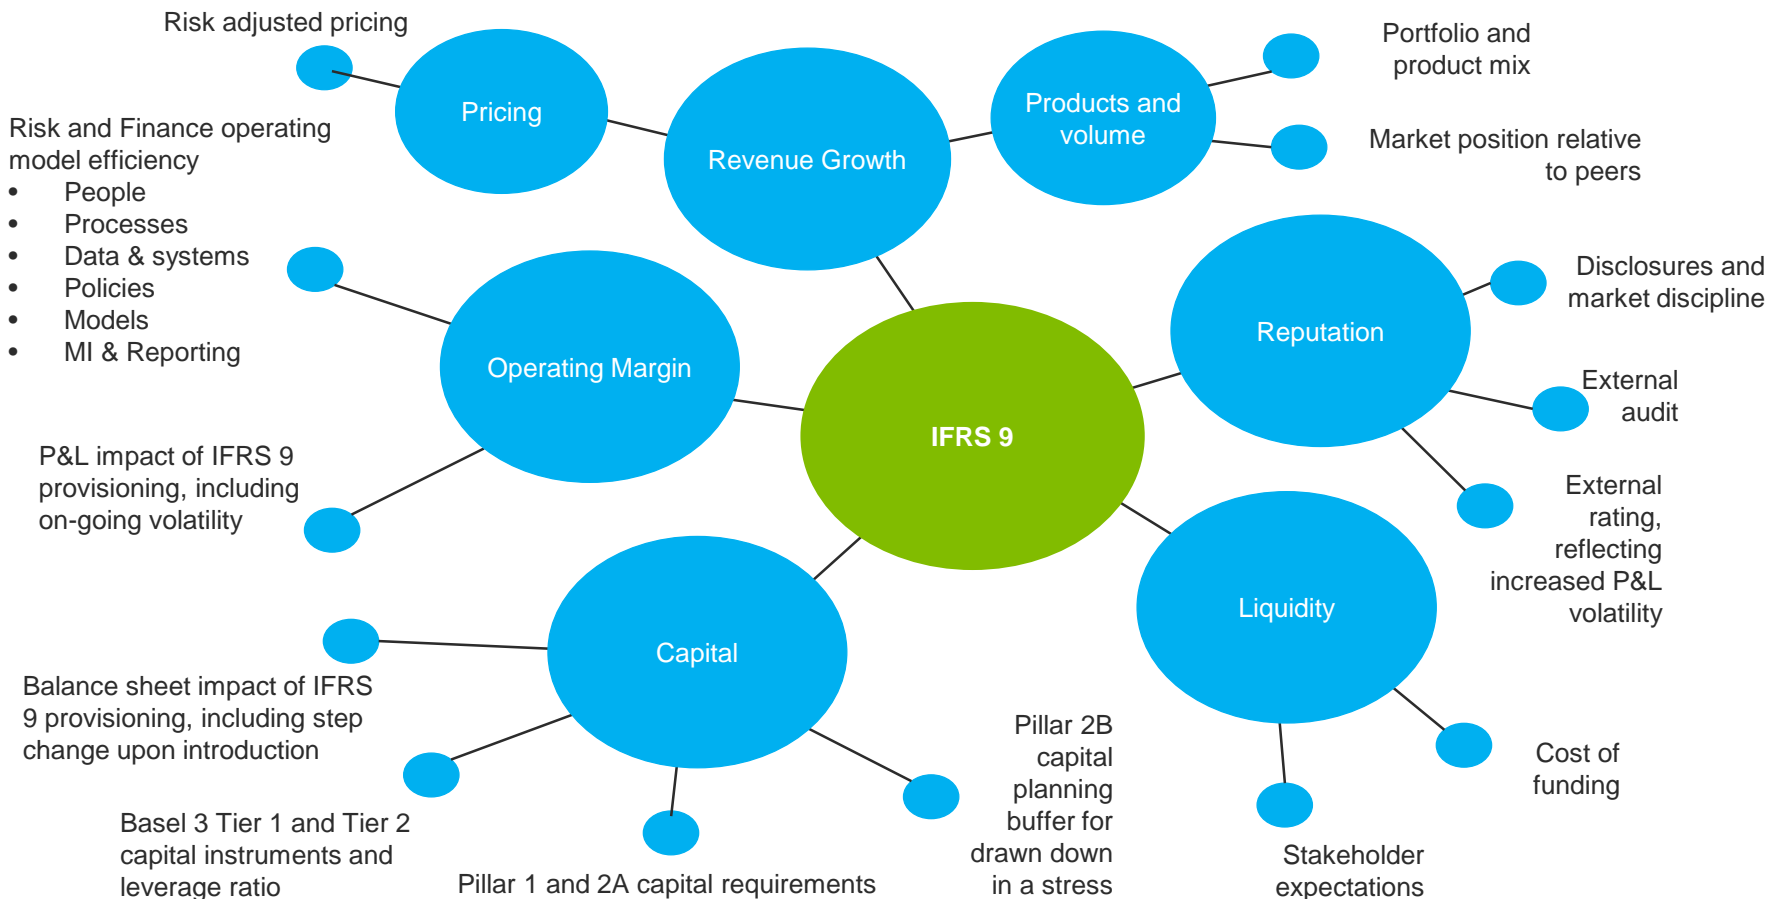 Risk adjusted pricing
Pricing
Revenue Growth
Products and
volume
Portfolio and
product mix
Market position relative
to peers
Risk and Finance operating
model efficiency
• People
• Processes
• Data & systems
• Policies
• Models
• MI & Reporting
Operating Margin
P&L impact of IFRS 9
provisioning, including
on-going volatility
IFRS 9
Reputation
Disclosures and
market discipline
External
audit
External
rating,
reflecting
increased P&L
volatility
Capital
Balance sheet impact of IFRS
9 provisioning, including step
change upon introduction
Basel 3 Tier 1 and Tier 2
capital instruments and
leverage ratio
Pillar 1 and 2A capital requirements
Pillar 2B
capital
planning
buffer for
drawn down
in a stress
Liquidity
Cost of
funding
Stakeholder
expectations